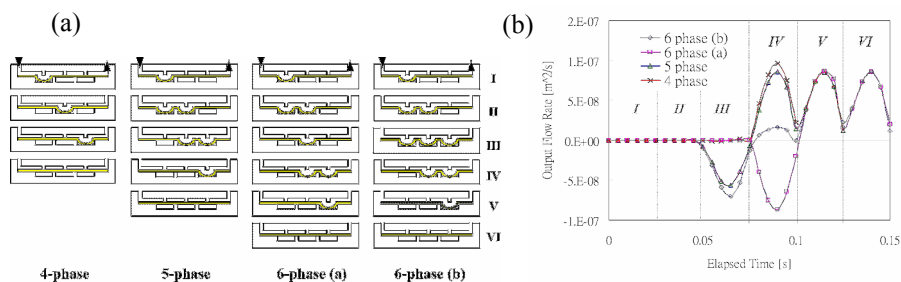 (a)
I
II
III
IV
V
VI
4-phase
5-phase
6-phase (a)
6-phase (b)
(b)
Output Flow Rate [m^2/s]
2.E-07
1.E-07
5.E-08
0.E+00
-5.E-08
-1.E-07
6 phase (b)
6 phase (a)
5 phase
4 phase
I
II
III
IV
V
VI
0
0.05
0.1
0.15
Elapsed Time [s]